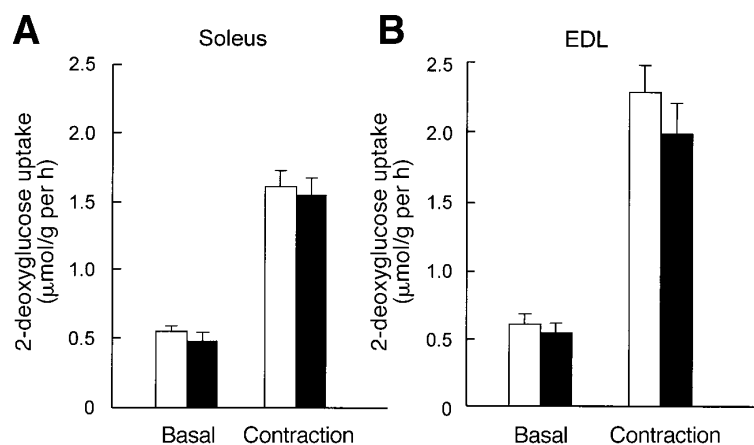 A
Soleus
2-deoxyglucose uptake
(μmol/g per h)
2.5
2.0
1.5
1.0
0.5
0
Basal
Contraction
B
EDL
2-deoxyglucose uptake
(μmol/g per h)
2.5
2.0
1.5
1.0
0.5
0
Basal
Contraction